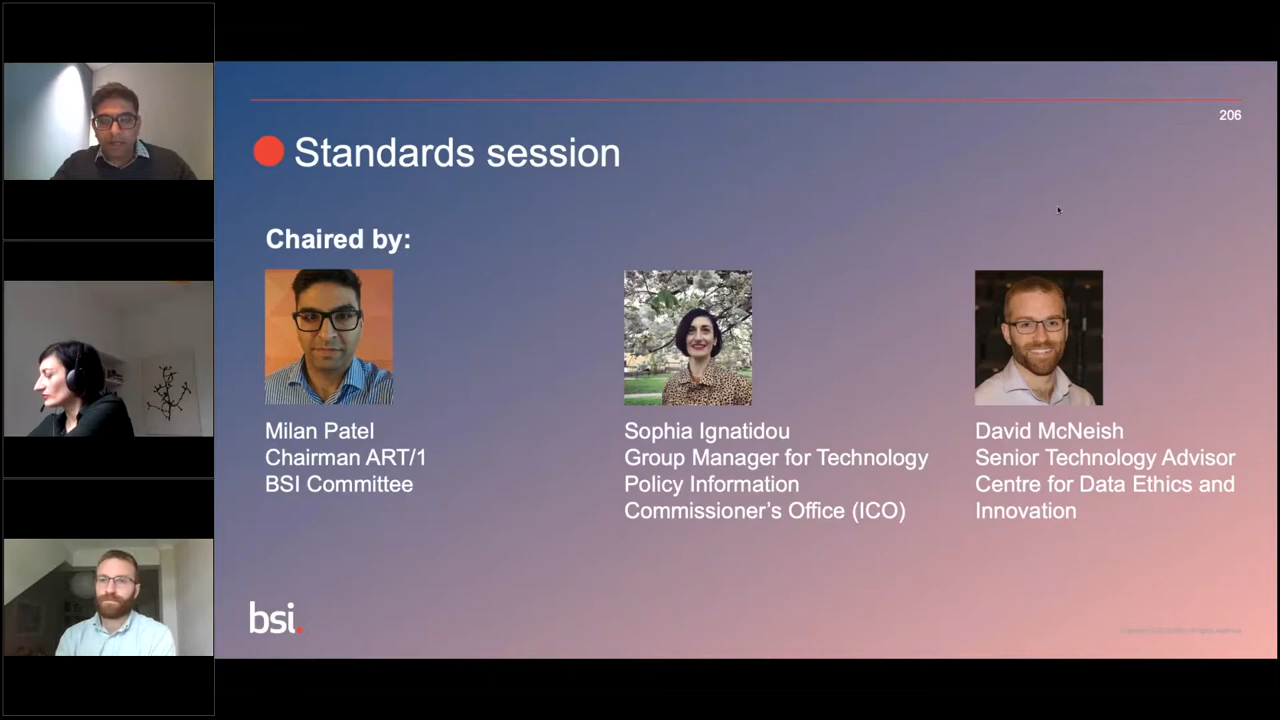 206
Standards session
Chaired by:
Milan Patel
Chairman ART/1
BSI Committee
Sophia Ignatidou
Group Manager for Technology
Policy Information
Commissioner’s Office (ICO)
David McNeish
Senior Technology Advisor
Centre for Data Ethics and
Innovation
bsi.